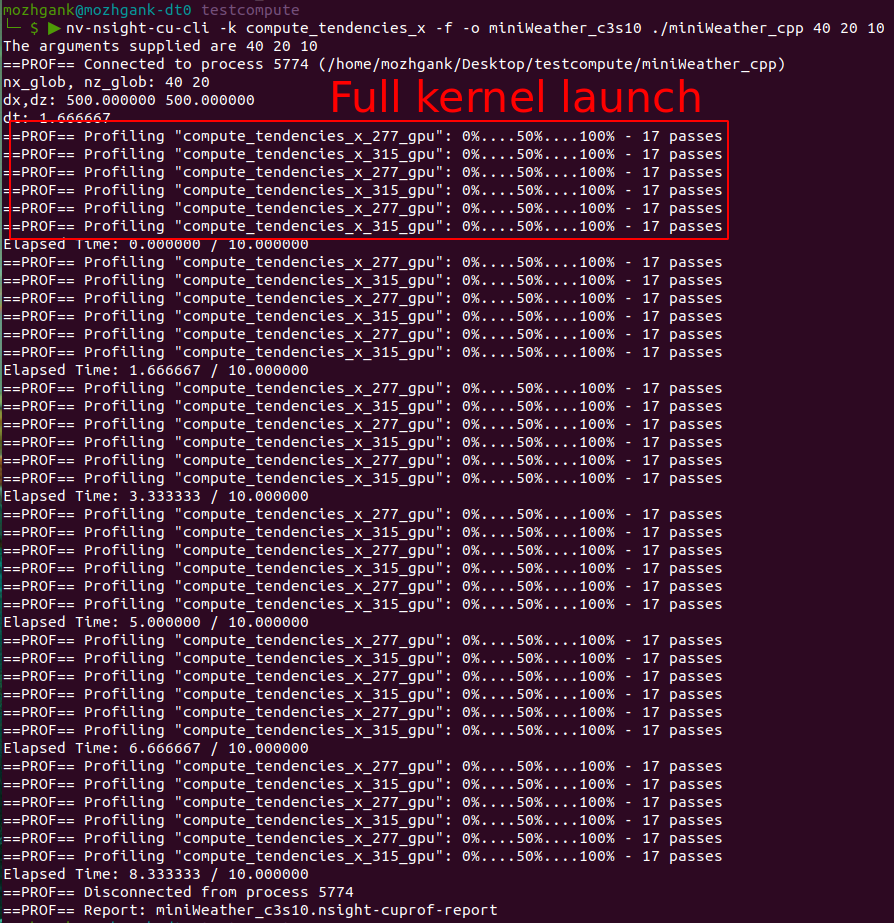 mozhgank@mozhgank-dt0 testcompute
└─ $ ▶ nv-nsight-cu-cli -k compute_tendencies_x -f -o miniWeather_c3s10 ./miniWeather_cpp 40 20 10
The arguments supplied are 40 20 10
==PROF== Connected to process 5774 (/home/mozhgank/Desktop/testcompute/miniWeather_cpp)
nx_glob, nz_glob: 40 20
dx,dz: 500.000000 500.000000
Full kernel launch
dt: 1.666667
==PROF== Profiling "compute_tendencies_x_277_gpu": 0%....50%....100% - 17 passes
==PROF== Profiling "compute_tendencies_x_315_gpu": 0%....50%....100% - 17 passes
==PROF== Profiling "compute_tendencies_x_277_gpu": 0%....50%....100% - 17 passes
==PROF== Profiling "compute_tendencies_x_315_gpu": 0%....50%....100% - 17 passes
==PROF== Profiling "compute_tendencies_x_277_gpu": 0%....50%....100% - 17 passes
==PROF== Profiling "compute_tendencies_x_315_gpu": 0%....50%....100% - 17 passes
Elapsed Time: 0.000000 / 10.000000
==PROF== Profiling "compute_tendencies_x_277_gpu": 0%....50%....100% - 17 passes
==PROF== Profiling "compute_tendencies_x_315_gpu": 0%....50%....100% - 17 passes
==PROF== Profiling "compute_tendencies_x_277_gpu": 0%....50%....100% - 17 passes
==PROF== Profiling "compute_tendencies_x_315_gpu": 0%....50%....100% - 17 passes
==PROF== Profiling "compute_tendencies_x_277_gpu": 0%....50%....100% - 17 passes
==PROF== Profiling "compute_tendencies_x_315_gpu": 0%....50%....100% - 17 passes
Elapsed Time: 1.666667 / 10.000000
==PROF== Profiling "compute_tendencies_x_277_gpu": 0%....50%....100% - 17 passes
==PROF== Profiling "compute_tendencies_x_315_gpu": 0%....50%....100% - 17 passes
==PROF== Profiling "compute_tendencies_x_277_gpu": 0%....50%....100% - 17 passes
==PROF== Profiling "compute_tendencies_x_315_gpu": 0%....50%....100% - 17 passes
==PROF== Profiling "compute_tendencies_x_277_gpu": 0%....50%....100% - 17 passes
==PROF== Profiling "compute_tendencies_x_315_gpu": 0%....50%....100% - 17 passes
Elapsed Time: 3.333333 / 10.000000
==PROF== Profiling "compute_tendencies_x_277_gpu": 0%....50%....100% - 17 passes
==PROF== Profiling "compute_tendencies_x_315_gpu": 0%....50%....100% - 17 passes
==PROF== Profiling "compute_tendencies_x_277_gpu": 0%....50%....100% - 17 passes
==PROF== Profiling "compute_tendencies_x_315_gpu": 0%....50%....100% - 17 passes
==PROF== Profiling "compute_tendencies_x_277_gpu": 0%....50%....100% - 17 passes
==PROF== Profiling "compute_tendencies_x_315_gpu": 0%....50%....100% - 17 passes
Elapsed Time: 5.000000 / 10.000000
==PROF== Profiling "compute_tendencies_x_277_gpu": 0%....50%....100% - 17 passes
==PROF== Profiling "compute_tendencies_x_315_gpu": 0%....50%....100% - 17 passes
==PROF== Profiling "compute_tendencies_x_277_gpu": 0%....50%....100% - 17 passes
==PROF== Profiling "compute_tendencies_x_315_gpu": 0%....50%....100% - 17 passes
==PROF== Profiling "compute_tendencies_x_277_gpu": 0%....50%....100% - 17 passes
==PROF== Profiling "compute_tendencies_x_315_gpu": 0%....50%....100% - 17 passes
Elapsed Time: 6.666667 / 10.000000
==PROF== Profiling "compute_tendencies_x_277_gpu": 0%....50%....100% - 17 passes
==PROF== Profiling "compute_tendencies_x_315_gpu": 0%....50%....100% - 17 passes
==PROF== Profiling "compute_tendencies_x_277_gpu": 0%....50%....100% - 17 passes
==PROF== Profiling "compute_tendencies_x_315_gpu": 0%....50%....100% - 17 passes
==PROF== Profiling "compute_tendencies_x_277_gpu": 0%....50%....100% - 17 passes
==PROF== Profiling "compute_tendencies_x_315_gpu": 0%....50%....100% - 17 passes
Elapsed Time: 8.333333 / 10.000000
==PROF== Disconnected from process 5774
==PROF== Report: miniWeather_c3s10.nsight-cuprof-report